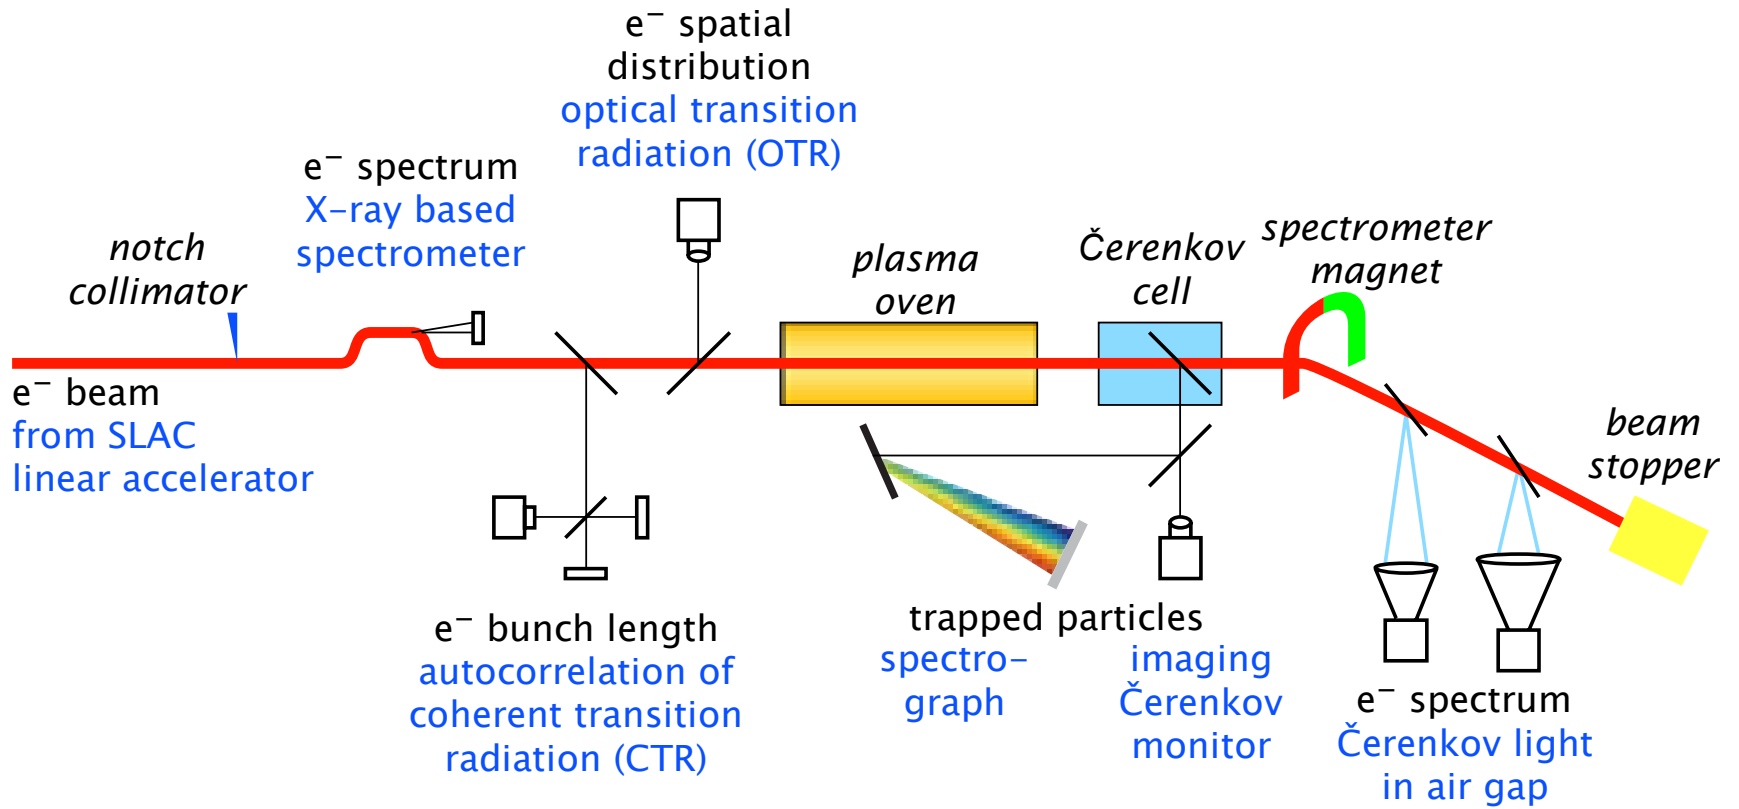 e⁻ spatial
distribution
optical transition
radiation (OTR)
e⁻ spectrum
X-ray based
spectrometer
notch
collimator
plasma
oven
Čerenkov
cell
spectrometer
magnet
e⁻ beam
from SLAC
linear accelerator
beam
stopper
e⁻ bunch length
autocorrelation of
coherent transition
radiation (CTR)
trapped particles
spectro-
graph
imaging
Čerenkov
monitor
e⁻ spectrum
Čerenkov light
in air gap